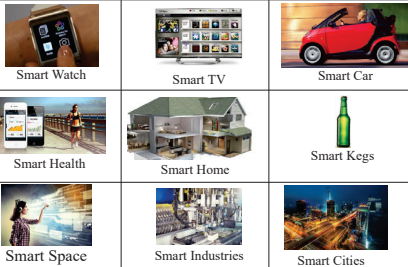 Smart Watch
Smart TV
Smart Car
Smart Health
Smart Home
Smart Kegs
Smart Space
Smart Industries
Smart Cities